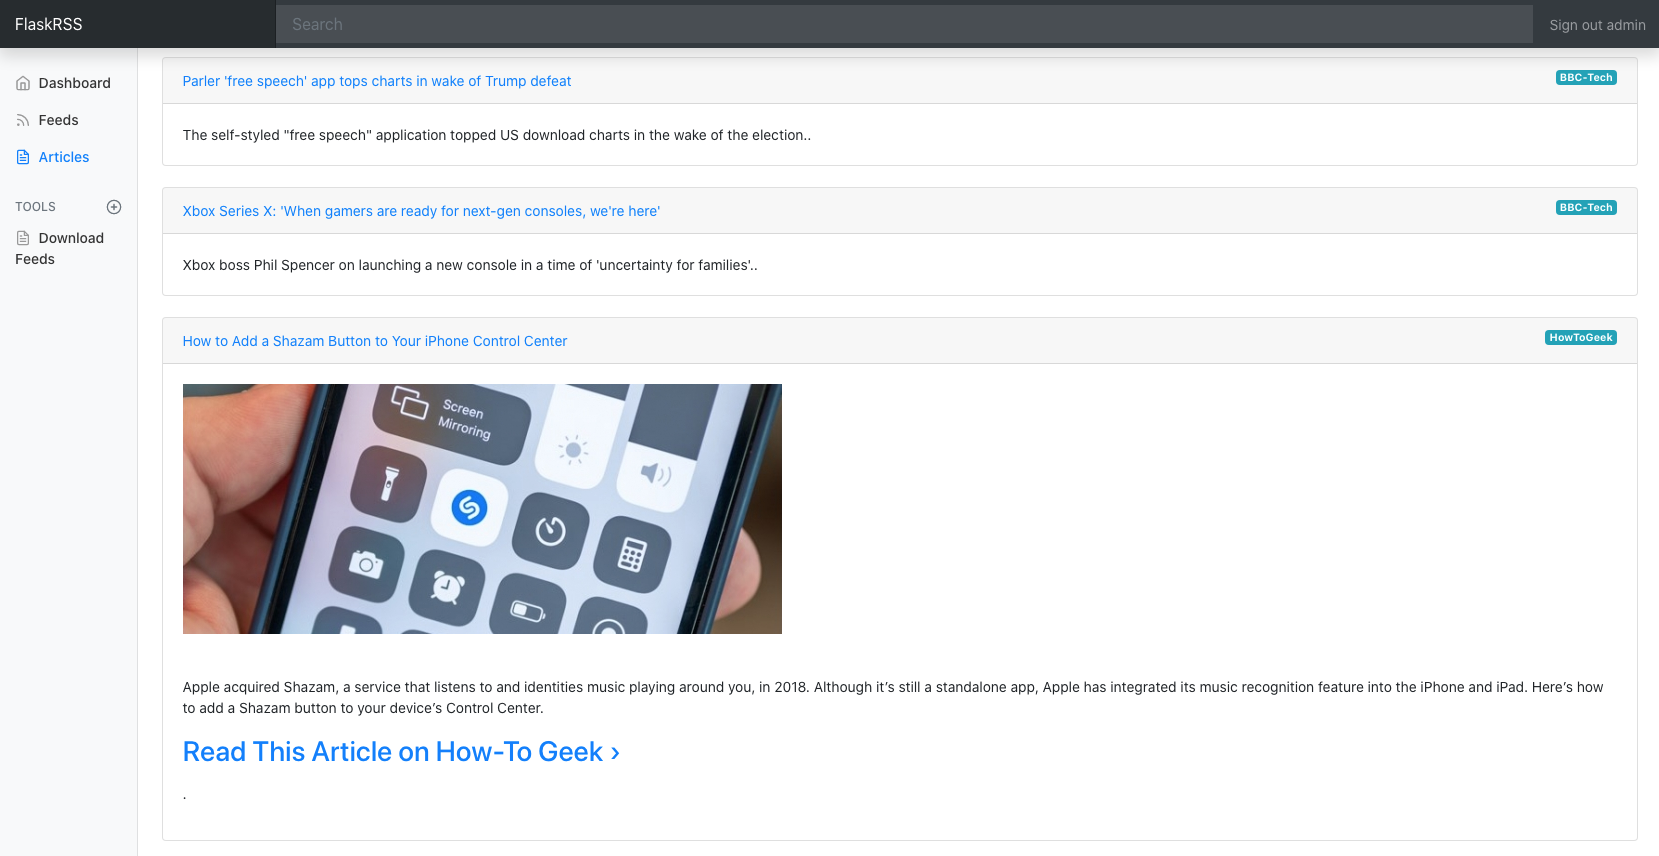 FlaskRSS
Search
Sign out admin
Dashboard
Feeds
Articles
TOOLS
Download
Feeds
Parler 'free speech' app tops charts in wake of Trump defeat
BBC-Tech
The self-styled "free speech" application topped US download charts in the wake of the election..
Xbox Series X: 'When gamers are ready for next-gen consoles, we're here'
BBC-Tech
Xbox boss Phil Spencer on launching a new console in a time of 'uncertainty for families'..
How to Add a Shazam Button to Your iPhone Control Center
HowToGeek
Screen
Mirroring
Apple acquired Shazam, a service that listens to and identities music playing around you, in 2018. Although it’s still a standalone app, Apple has integrated its music recognition feature into the iPhone and iPad. Here’s how
to add a Shazam button to your device’s Control Center.
Read This Article on How-To Geek ›
.